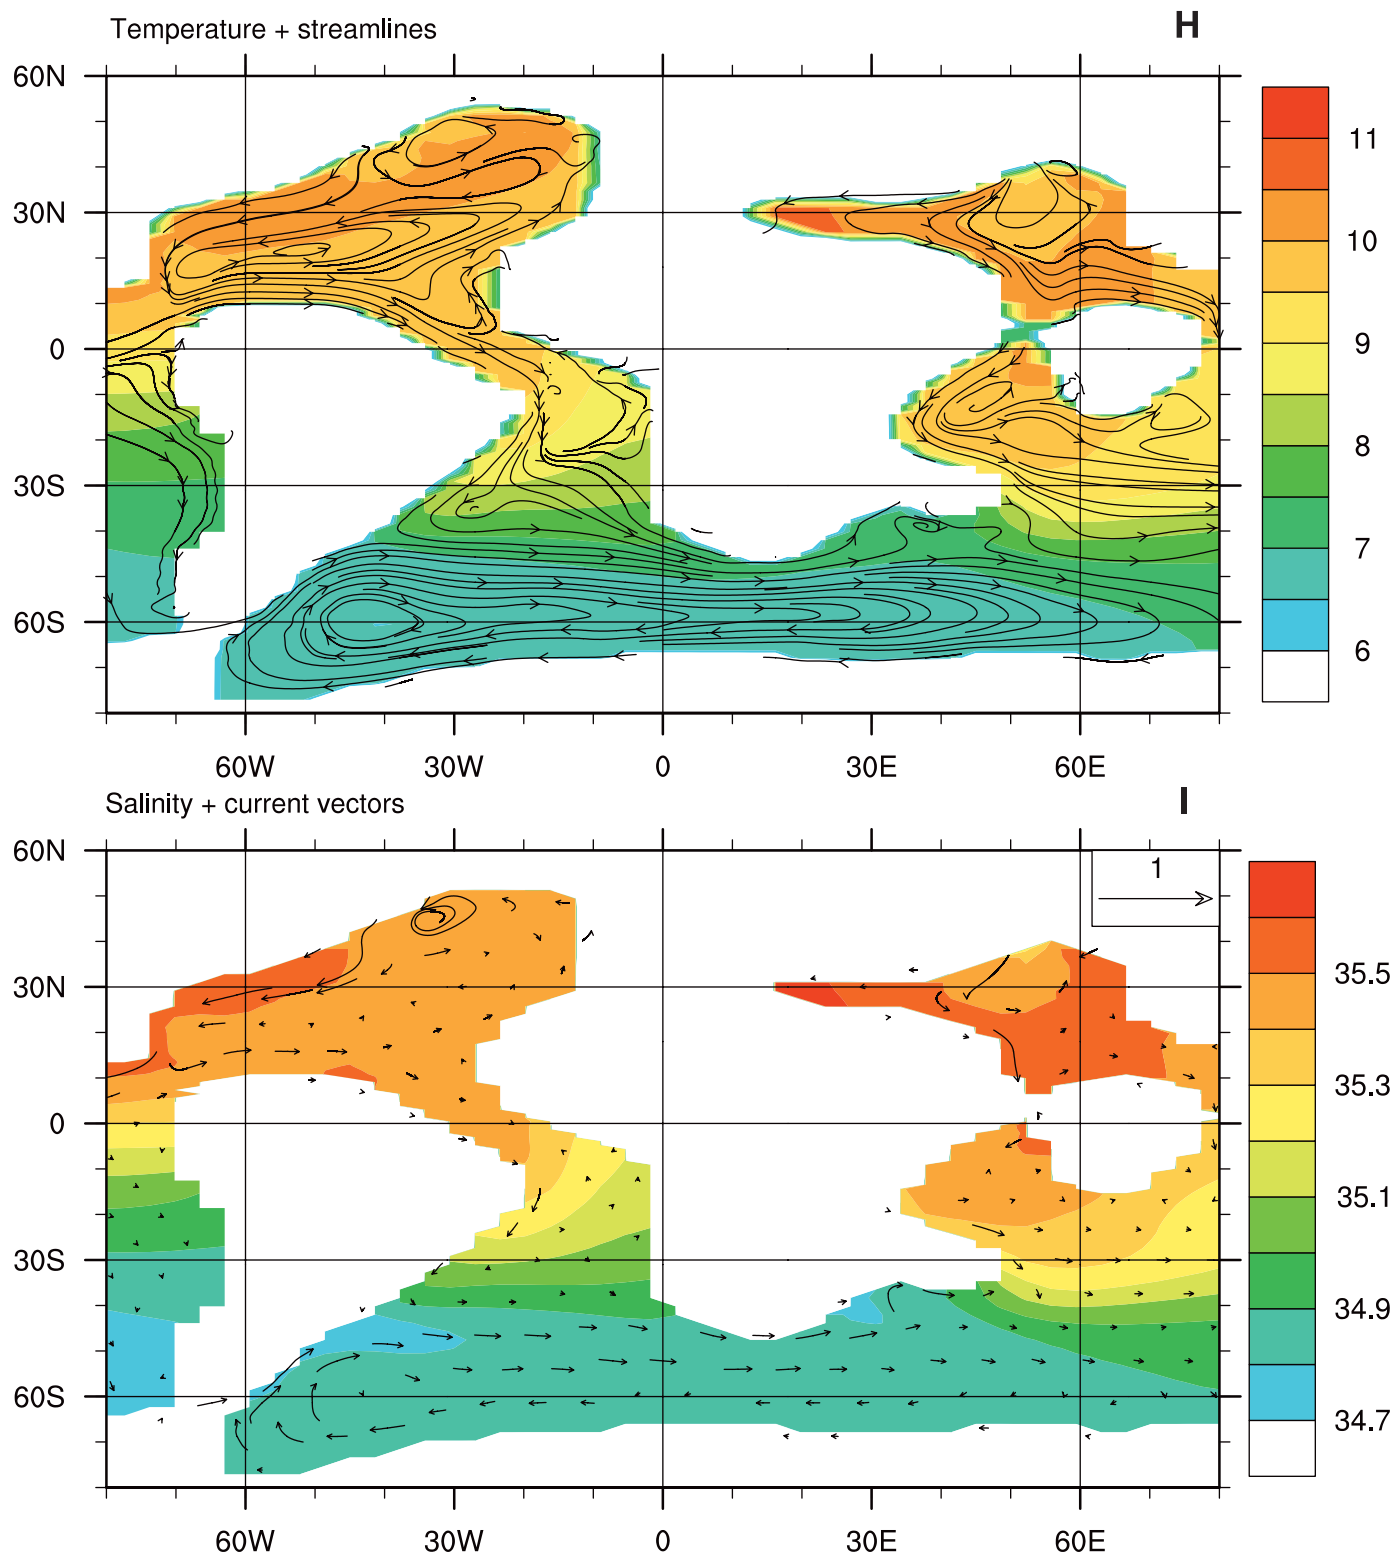 Temperature + streamlines H
60N
30N
0
30S
60S
60W 30W 0 30E 60E
11
10
9
8
7
6
Salinity + current vectors I
1
60N
30N
0
30S
60S
60W 30W 0 30E 60E
35.5
35.3
35.1
34.9
34.7